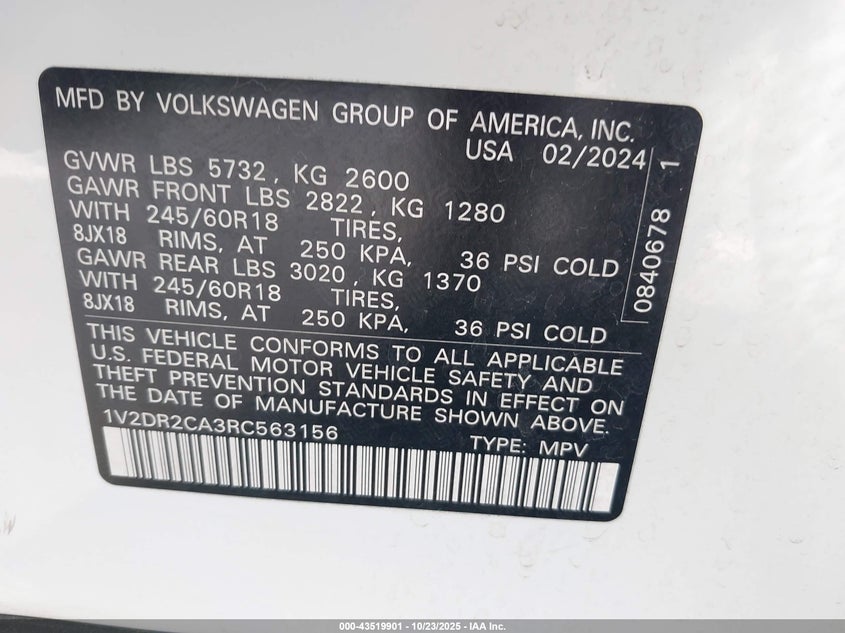 MFD BY VOLKSWAGEN GROUP OF AMERICA, INC.
USA 02/2024
GVWR LBS 5732, KG 2600
GAWR FRONT LBS 2822, KG 1280
WITH 245/60R18 TIRES,
8JX18 RIMS, AT 250 KPA, 36 PSI COLD
GAWR REAR LBS 3020, KG 1370
WITH 245/60R18 TIRES,
8JX18 RIMS, AT 250 KPA, 36 PSI COLD
THIS VEHICLE CONFORMS TO ALL APPLICABLE
U.S. FEDERAL MOTOR VEHICLE SAFETY AND
THEFT PREVENTION STANDARDS IN EFFECT ON
THE DATE OF MANUFACTURE SHOWN ABOVE.
1V2DR2CA3RC563156
TYPE: MPV
0840678 1
000-43519901 - 10/23/2025 - IAA Inc.